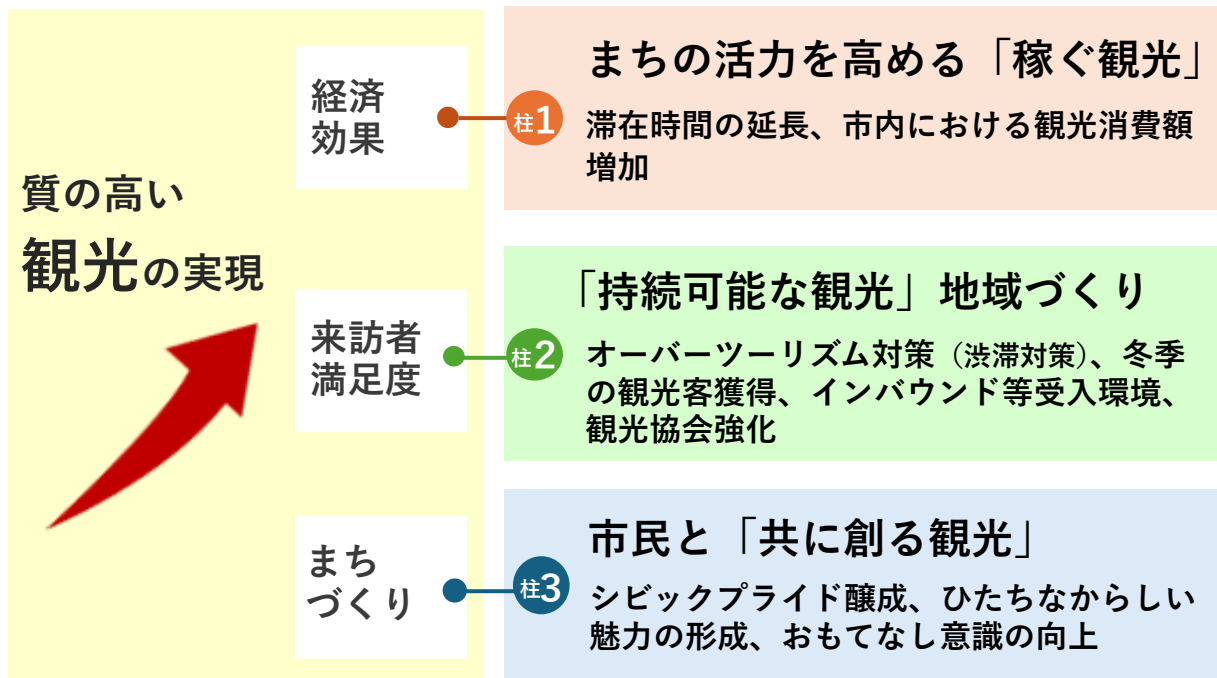 質の高い
観光の実現
経済
効果
柱1
まちの活力を高める「稼ぐ観光」
滞在時間の延長、市内における観光消費額
増加
来訪者
満足度
柱2
「持続可能な観光」地域づくり
オーバーツーリズム対策（渋滞対策）、冬季
の観光客獲得、インバウンド等受入環境、
観光協会強化
まち
づくり
柱3
市民と「共に創る観光」
シビックプライド醸成、ひたちなからしい
魅力の形成、おもてなし意識の向上